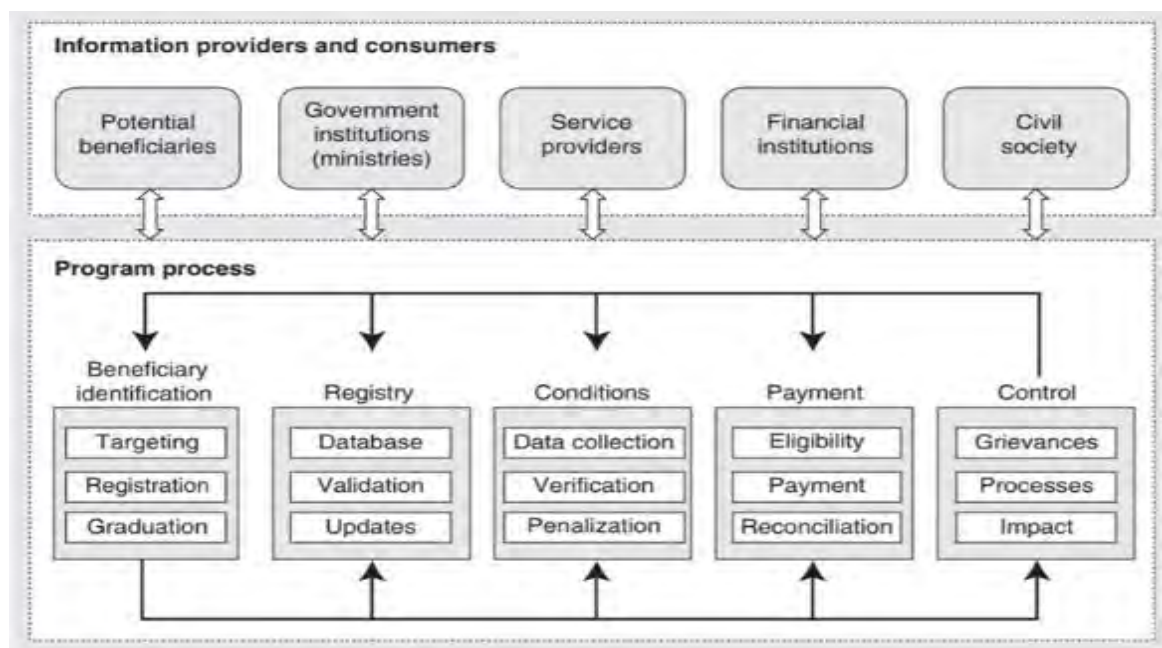 Information providers and consumers
Potential
beneficiaries
Government
institutions
(ministries)
Service
providers
Financial
institutions
Civil
society
Program process
Beneficiary
identification
Targeting
Registration
Graduation
Registry
Database
Validation
Updates
Conditions
Data collection
Verification
Penalization
Payment
Eligibility
Payment
Reconciliation
Control
Grievances
Processes
Impact